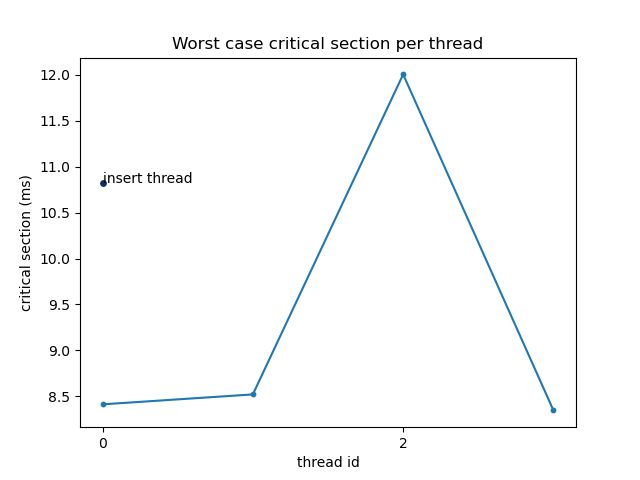 Worst case critical section per thread
12.0
11.5
11.0
insert thread
10.5
10.0
9.5
9.0
8.5
critical section (ms)
0 2
thread id